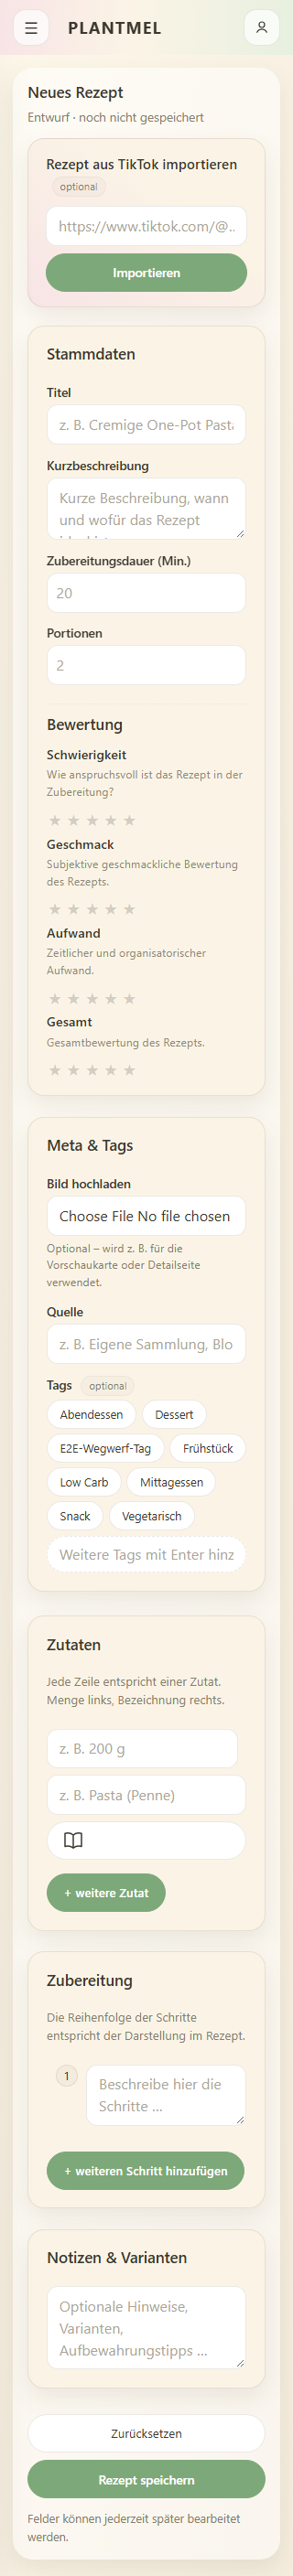 PLANTMEL
Neues Rezept
Entwurf · noch nicht gespeichert
Rezept aus TikTok importieren
optional
https://www.tiktok.com/@..
Importieren
Stammdaten
Titel
z. B. Cremige One-Pot Pasta
Kurzbeschreibung
Kurze Beschreibung, wann
und wofür das Rezept
Zubereitungsdauer (Min.)
20
Portionen
2
Bewertung
Schwierigkeit
Wie anspruchsvoll ist das Rezept in der
Zubereitung?
★ ★ ★ ★ ★
Geschmack
Subjektive geschmackliche Bewertung
des Rezepts.
★ ★ ★ ★ ★
Aufwand
Zeitlicher und organisatorischer
Aufwand.
★ ★ ★ ★ ★
Gesamt
Gesamtbewertung des Rezepts.
★ ★ ★ ★ ★
Meta & Tags
Bild hochladen
Choose File No file chosen
Optional – wird z. B. für die
Vorschaukarte oder Detailseite
verwendet.
Quelle
z. B. Eigene Sammlung, Blo
Tags optional
Abendessen Dessert
E2E-Wegwerf-Tag Frühstück
Low Carb Mittagessen
Snack Vegetarisch
Weitere Tags mit Enter hinz
Zutaten
Jede Zeile entspricht einer Zutat.
Menge links, Bezeichnung rechts.
z. B. 200 g
z. B. Pasta (Penne)
+ weitere Zutat
Zubereitung
Die Reihenfolge der Schritte
entspricht der Darstellung im Rezept.
1 Beschreibe hier die
Schritte ...
+ weiteren Schritt hinzufügen
Notizen & Varianten
Optionale Hinweise,
Varianten,
Aufbewahrungstipps ...
Zurücksetzen
Rezept speichern
Felder können jederzeit später bearbeitet
werden.